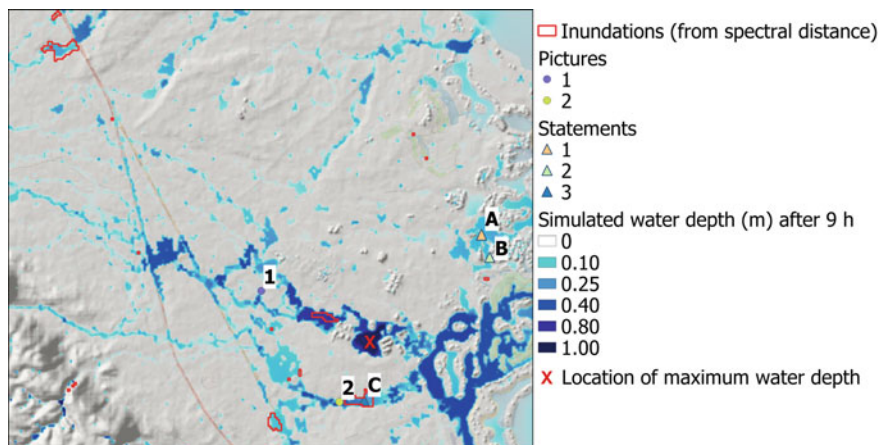 A
B
1
X
2 C
Inundations (from spectral distance)
Pictures
1
2
Statements
1
2
3
Simulated water depth (m) after 9 h
0
0.10
0.25
0.40
0.80
1.00
X Location of maximum water depth